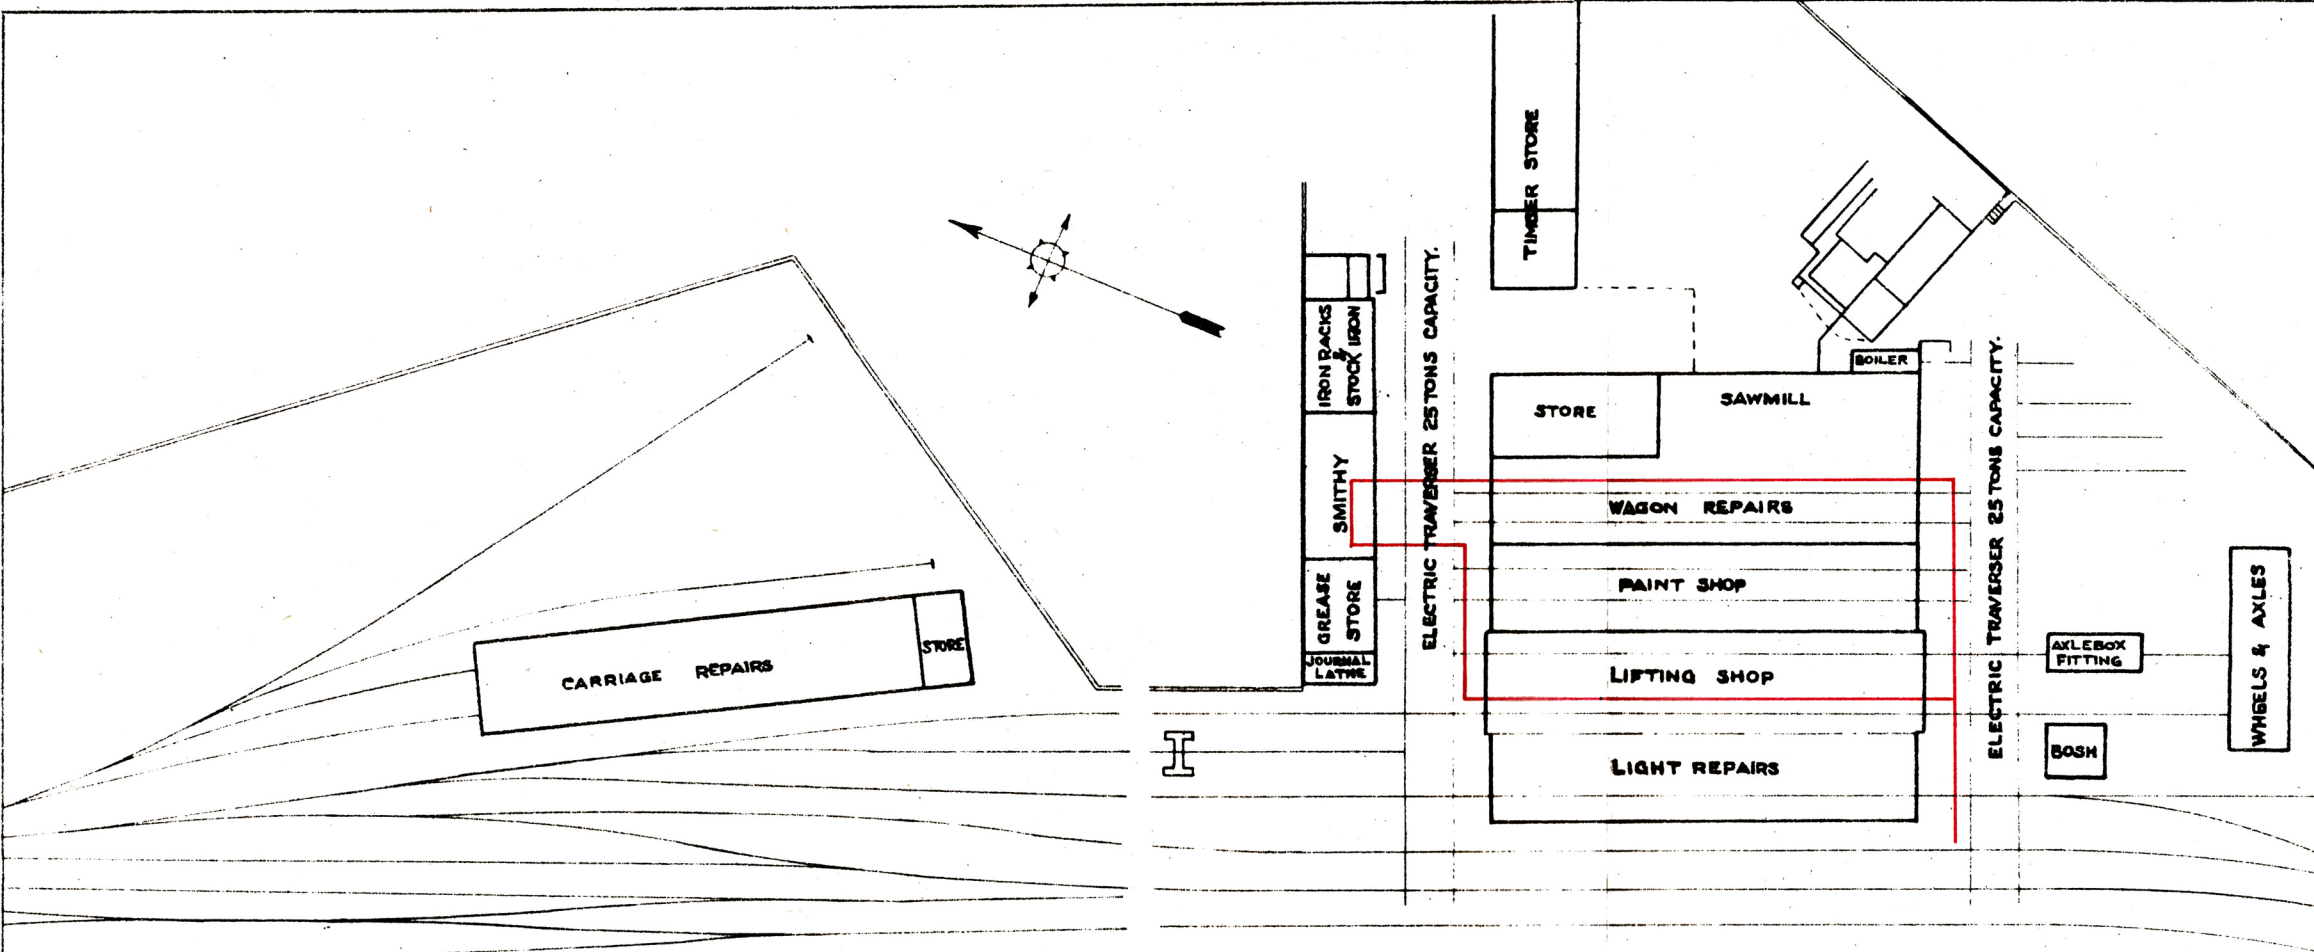 TIMBER STORE
IRON RACKS
&
STOCK IRON
ELECTRIC TRAVERSER 25 TONS CAPACITY.
BOILER
STORE
SAWMILL
SMITHY
WAGON REPAIRS
ELECTRIC TRAVERSER 25 TONS CAPACITY.
PAINT SHOP
GREASE
STORE
CARRIAGE REPAIRS
STORE
JOURNAL
LATHE
LIFTING SHOP
AXLEBOX
FITTING
WHEELS & AXLES
BOSH
LIGHT REPAIRS